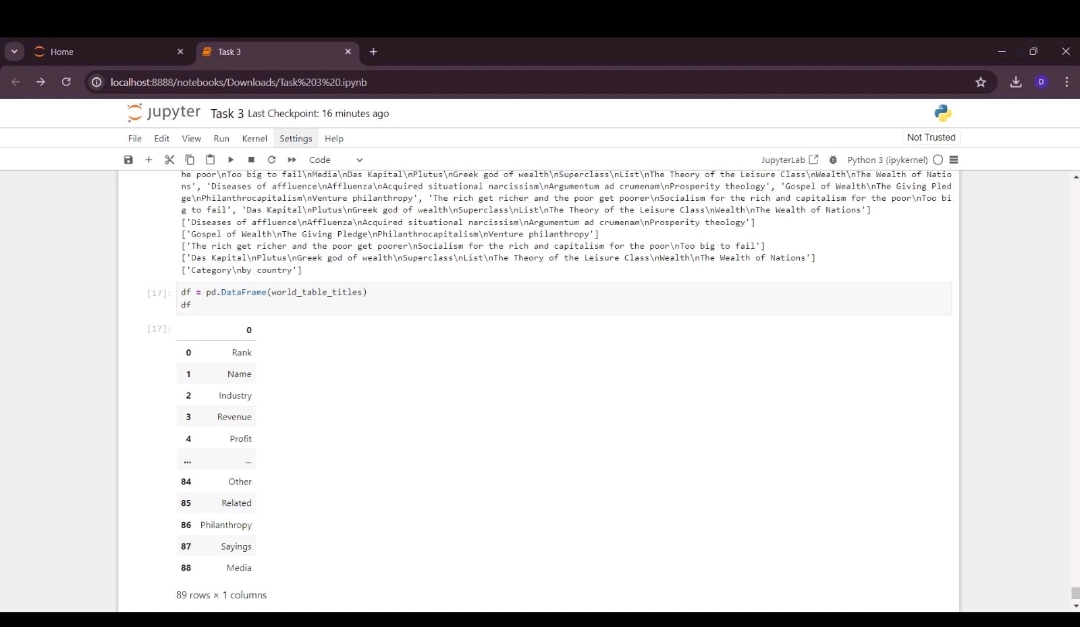 Home
Task 3
localhost:8888/notebooks/Downloads/Task%203%20.ipynb
D
jupyter Task 3 Last Checkpoint: 16 minutes ago
File Edit View Run Kernel Settings Help
Not Trusted
Code
JupyterLab Python 3 (ipykernel)
he poor\nToo big to fail\nMedia\nDas Kapital\nPlutus\nGreek god of wealth\nSuperclass\nList\nThe Theory of the Leisure Class\nWealth\nThe Wealth of Natio
ns', 'Diseases of affluence\nAffluenza\nAcquired situational narcissism\nArgumentum ad crumenam\nProsperity theology', 'Gospel of Wealth\nThe Giving Pled
ge\nPhilanthrocapitalism\nVenture philanthropy', 'The rich get richer and the poor get poorer\nSocialism for the rich and capitalism for the poor\nToo bi
g to fail', 'Das Kapital\nPlutus\nGreek god of wealth\nSuperclass\nList\nThe Theory of the Leisure Class\nWealth\nThe Wealth of Nations']
['Diseases of affluence\nAffluenza\nAcquired situational narcissism\nArgumentum ad crumenam\nProsperity theology']
['Gospel of Wealth\nThe Giving Pledge\nPhilanthrocapitalism\nVenture philanthropy']
['The rich get richer and the poor get poorer\nSocialism for the rich and capitalism for the poor\nToo big to fail']
['Das Kapital\nPlutus\nGreek god of wealth\nSuperclass\nList\nThe Theory of the Leisure Class\nWealth\nThe Wealth of Nations']
['Category\nby country']
[17]: df = pd.DataFrame(world_table_titles)
df
[17]: 0
0 Rank
1 Name
2 Industry
3 Revenue
4 Profit
... ...
84 Other
85 Related
86 Philanthropy
87 Sayings
88 Media
89 rows × 1 columns